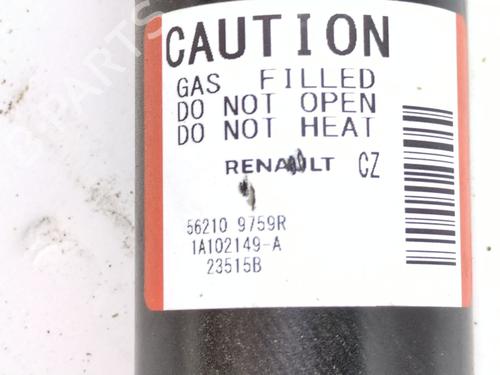 CAUTION
GAS FILLED
DO NOT OPEN
DO NOT HEAT
RENAULT CZ
56210 9759R
1A102149-A
23515B